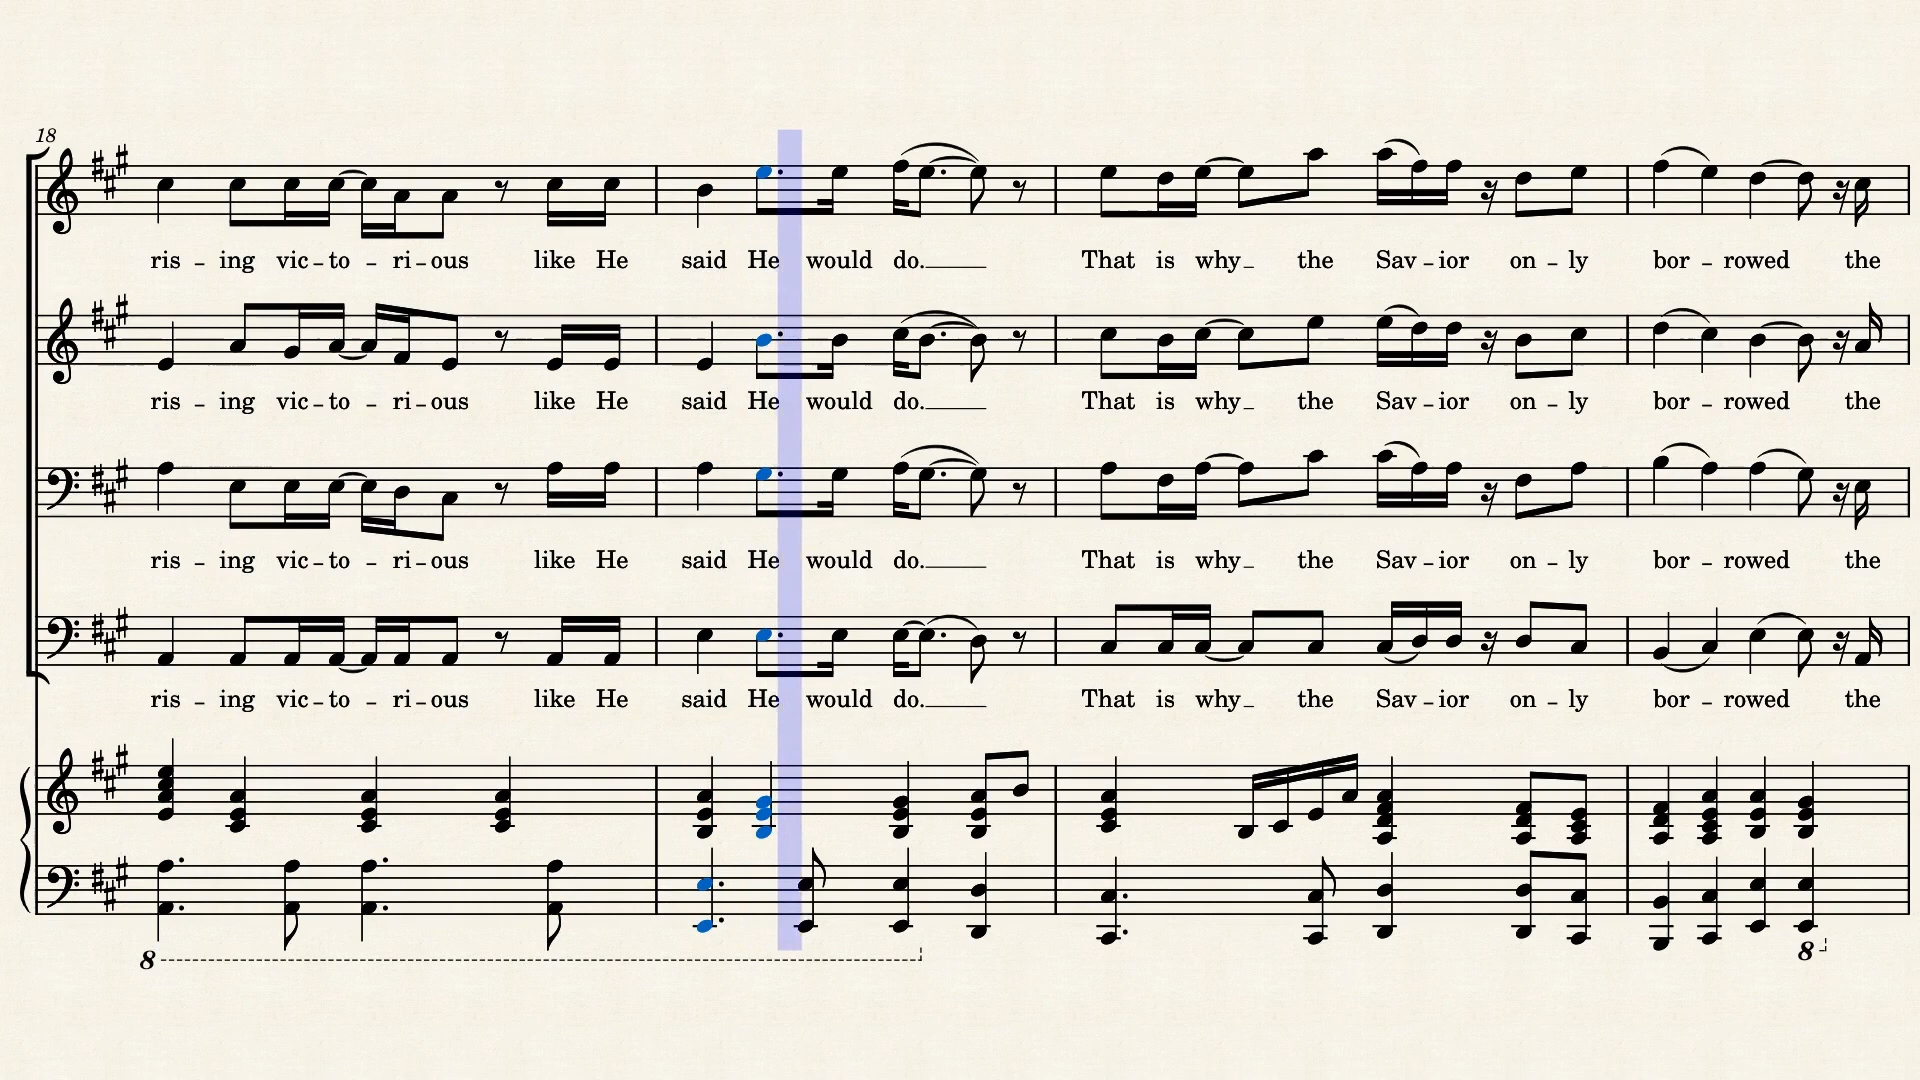 18
ris – ing vic – to – ri – ous like He said He would do. That is why_ the Sav – ior on – ly bor – rowed the
ris – ing vic – to – ri – ous like He said He would do. That is why_ the Sav – ior on – ly bor – rowed the
ris – ing vic – to – ri – ous like He said He would do. That is why_ the Sav – ior on – ly bor – rowed the
ris – ing vic – to – ri – ous like He said He would do. That is why_ the Sav – ior on – ly bor – rowed the
8 8